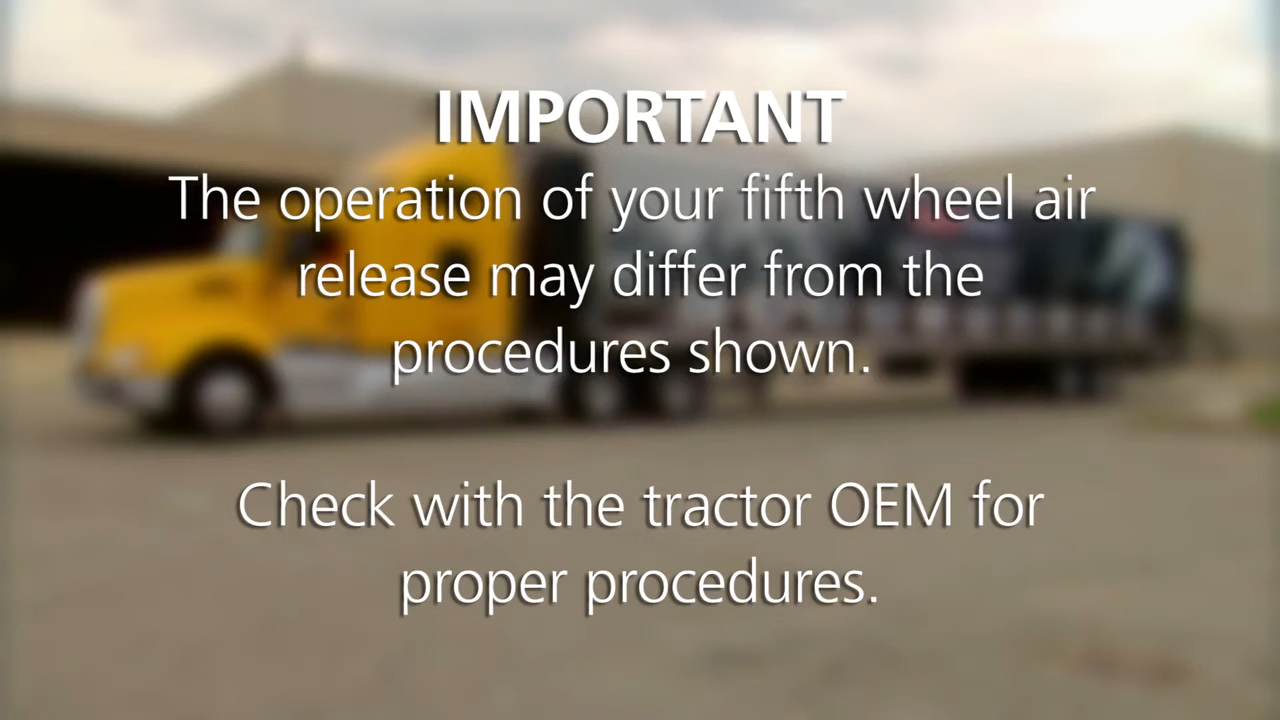 IMPORTANT
The operation of your fifth wheel air
release may differ from the
procedures shown.
Check with the tractor OEM for
proper procedures.